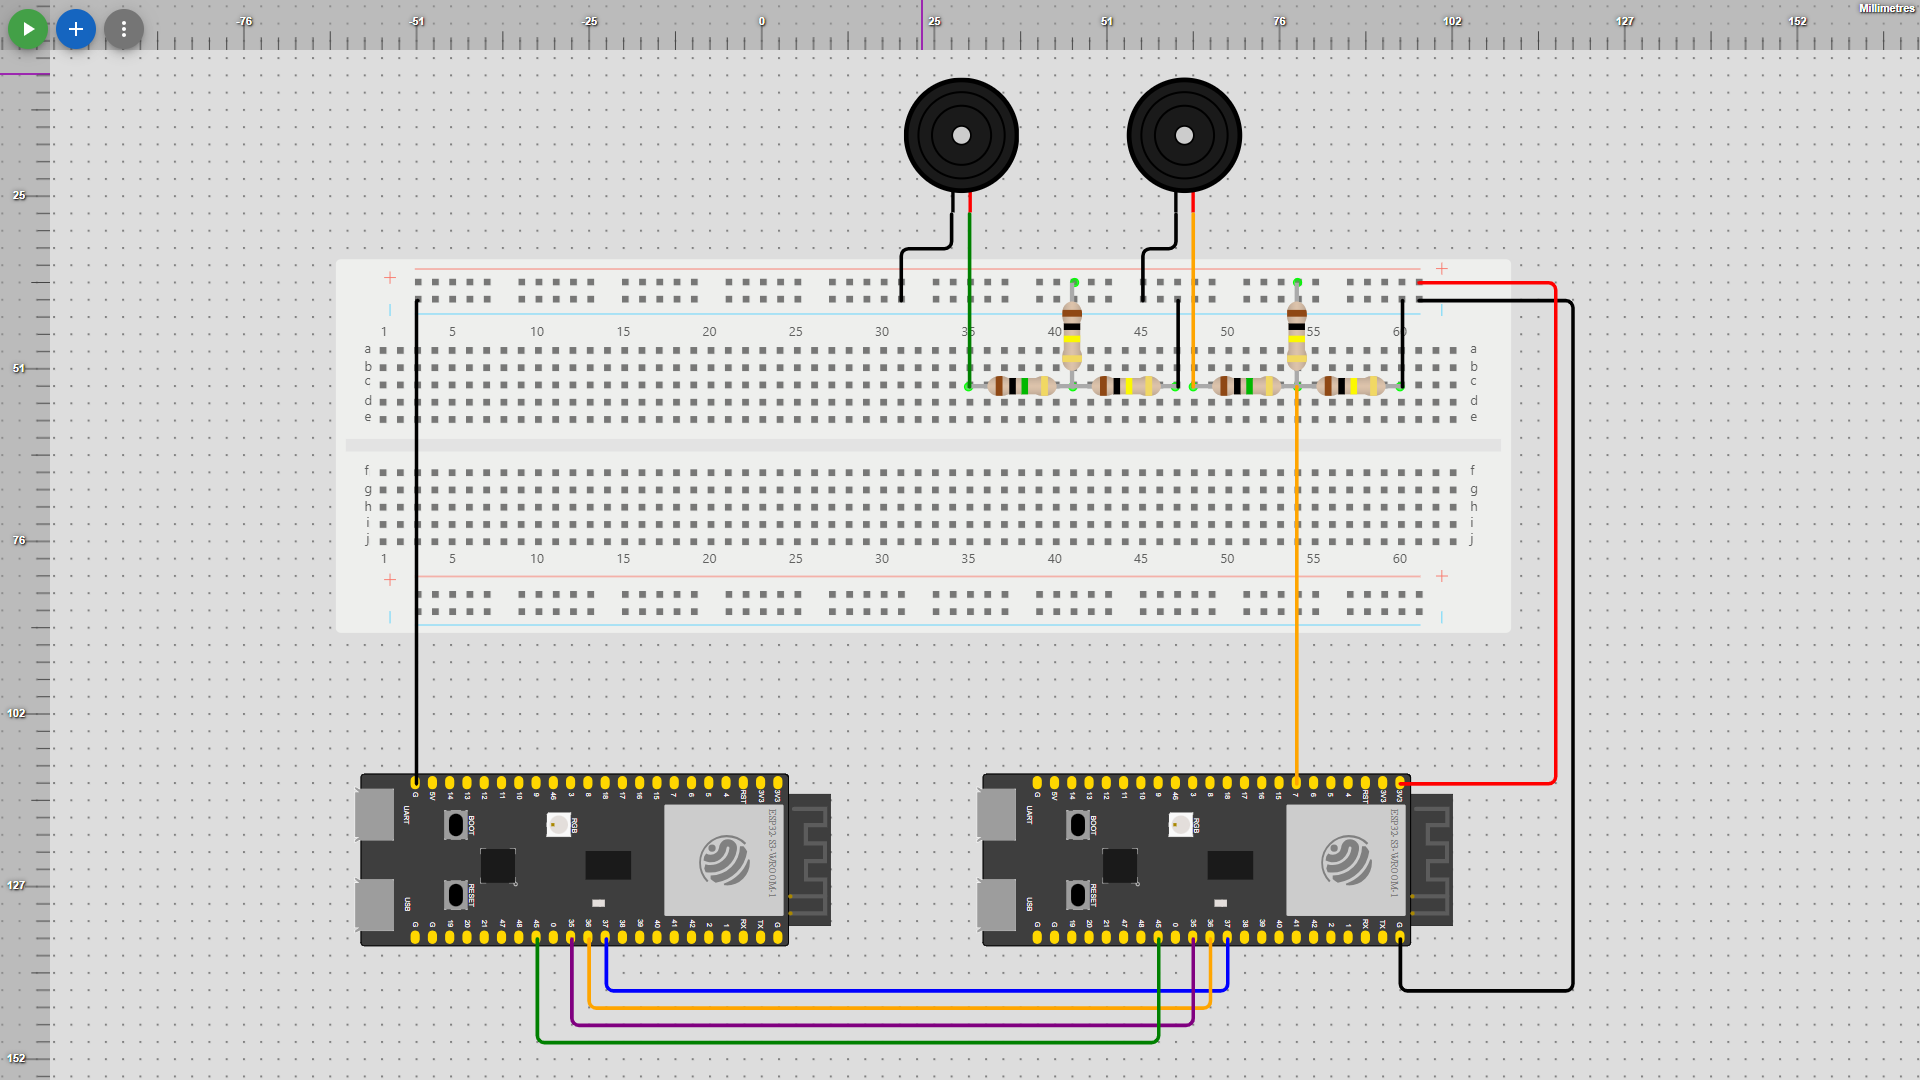 Millimetres
-76 -51 -25 0 25 51 76 102 127 152
25
51
76
102
127
152
+ +
1 5 10 15 20 25 30 35 40 45 50 55 60
a a
b b
c c
d d
e e
f f
g g
h h
i i
j j
1 5 10 15 20 25 30 35 40 45 50 55 60
+ +
G 5V 14 13 12 11 10 9 46 3 8 18 17 16 15 7 6 5 4 RST 3V3 3V3
UART
BOOT
RGB
ESP32-S3-WROOM-1
USB
RESET
G G 19 20 21 47 48 45 0 35 36 37 38 39 40 41 42 2 1 RX TX G
G 5V 14 13 12 11 10 9 46 3 8 18 17 16 15 7 6 5 4 RST 3V3 3V3
UART
BOOT
RGB
ESP32-S3-WROOM-1
USB
RESET
G G 19 20 21 47 48 45 0 35 36 37 38 39 40 41 42 2 1 RX TX G